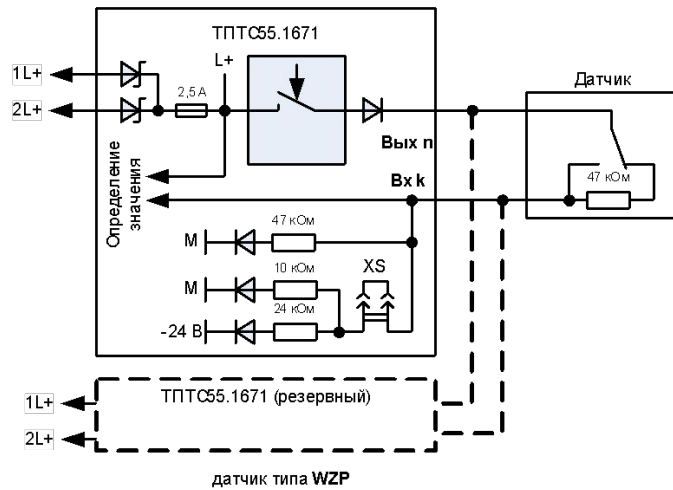 ТПТС55.1671
1L+
L+
Датчик
2L+
2,5 А
Вых n
47 кОм
Вх k
Определение
значения
47 кОм
М
10 кОм
XS
М
24 кОм
-24 В
ТПТС55.1671 (резервный)
1L+
2L+
датчик типа WZP